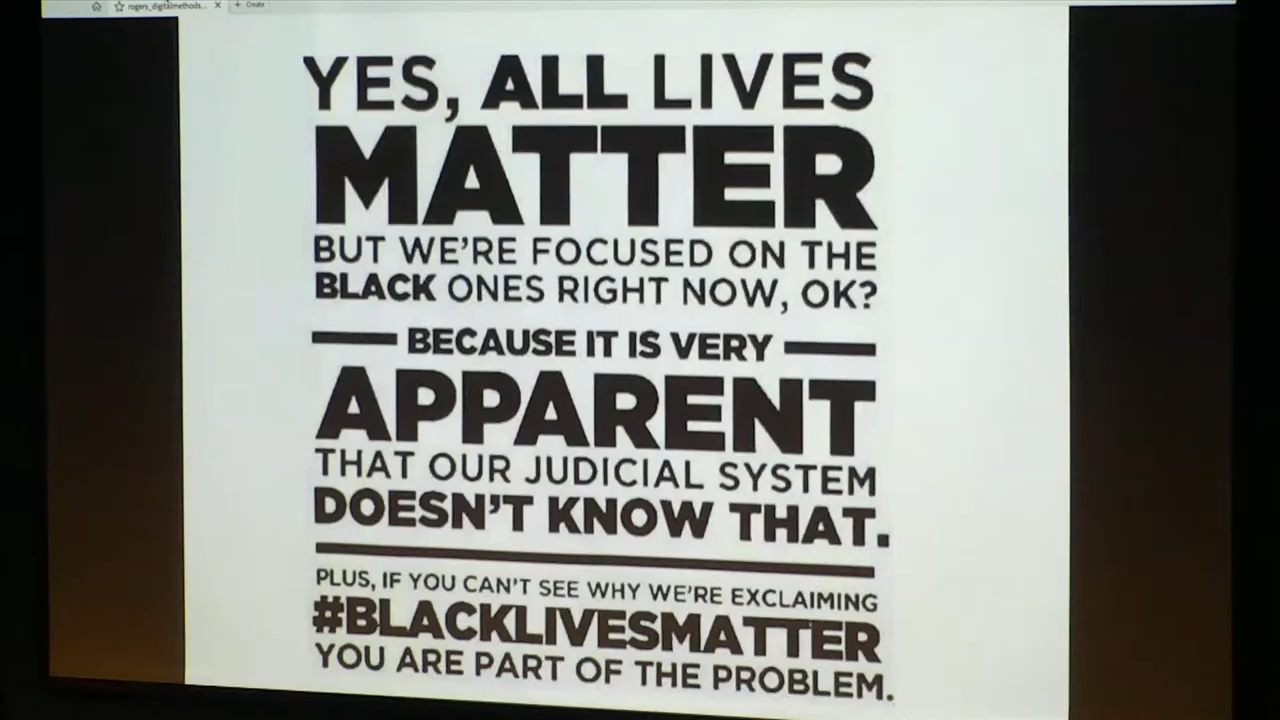 rogers_digitalmethods... × + Create
YES, ALL LIVES
MATTER
BUT WE'RE FOCUSED ON THE
BLACK ONES RIGHT NOW, OK?
BECAUSE IT IS VERY
APPARENT
THAT OUR JUDICIAL SYSTEM
DOESN'T KNOW THAT.
PLUS, IF YOU CAN'T SEE WHY WE'RE EXCLAIMING
#BLACKLIVESMATTER
YOU ARE PART OF THE PROBLEM.